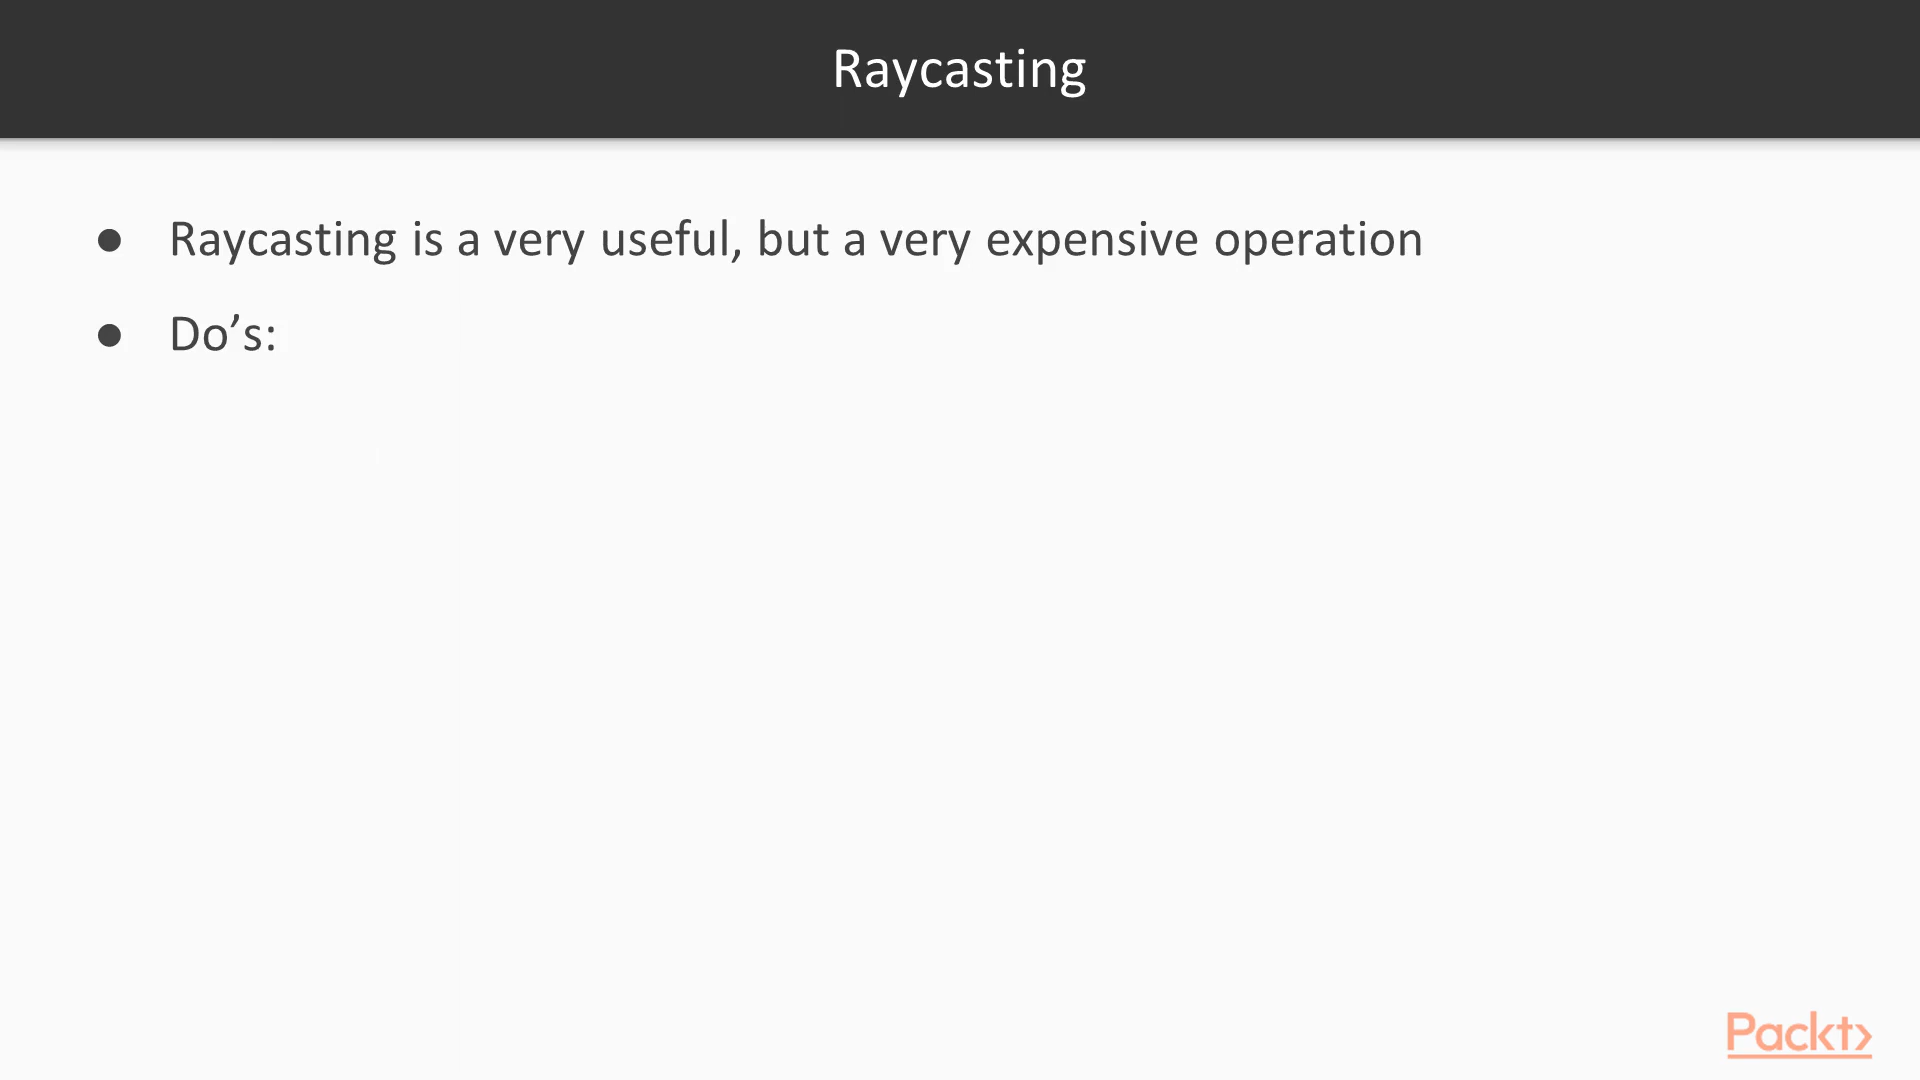 Raycasting
● Raycasting is a very useful, but a very expensive operation
● Do’s:
Packt>